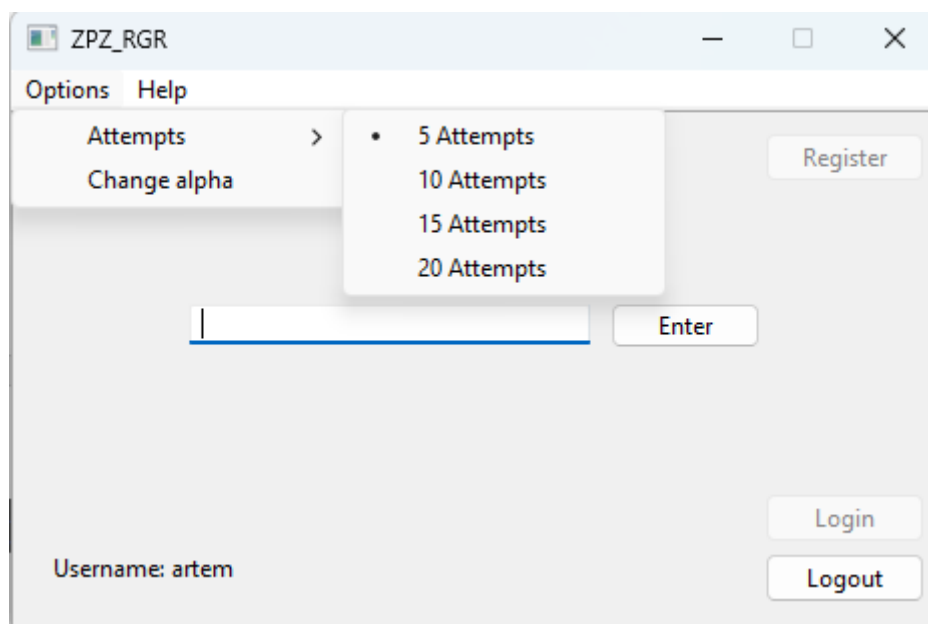 ZPZ_RGR
Options Help
Attempts
Change alpha
5 Attempts
10 Attempts
15 Attempts
20 Attempts
Register
Enter
Login
Username: artem
Logout